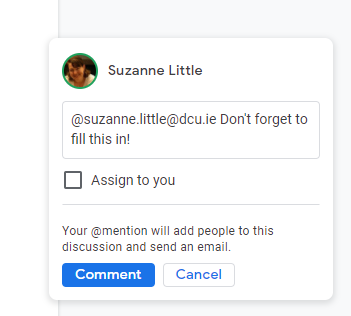 Suzanne Little
@suzanne.little@dcu.ie Don't forget to
fill this in!
Assign to you
Your @mention will add people to this
discussion and send an email.
Comment Cancel